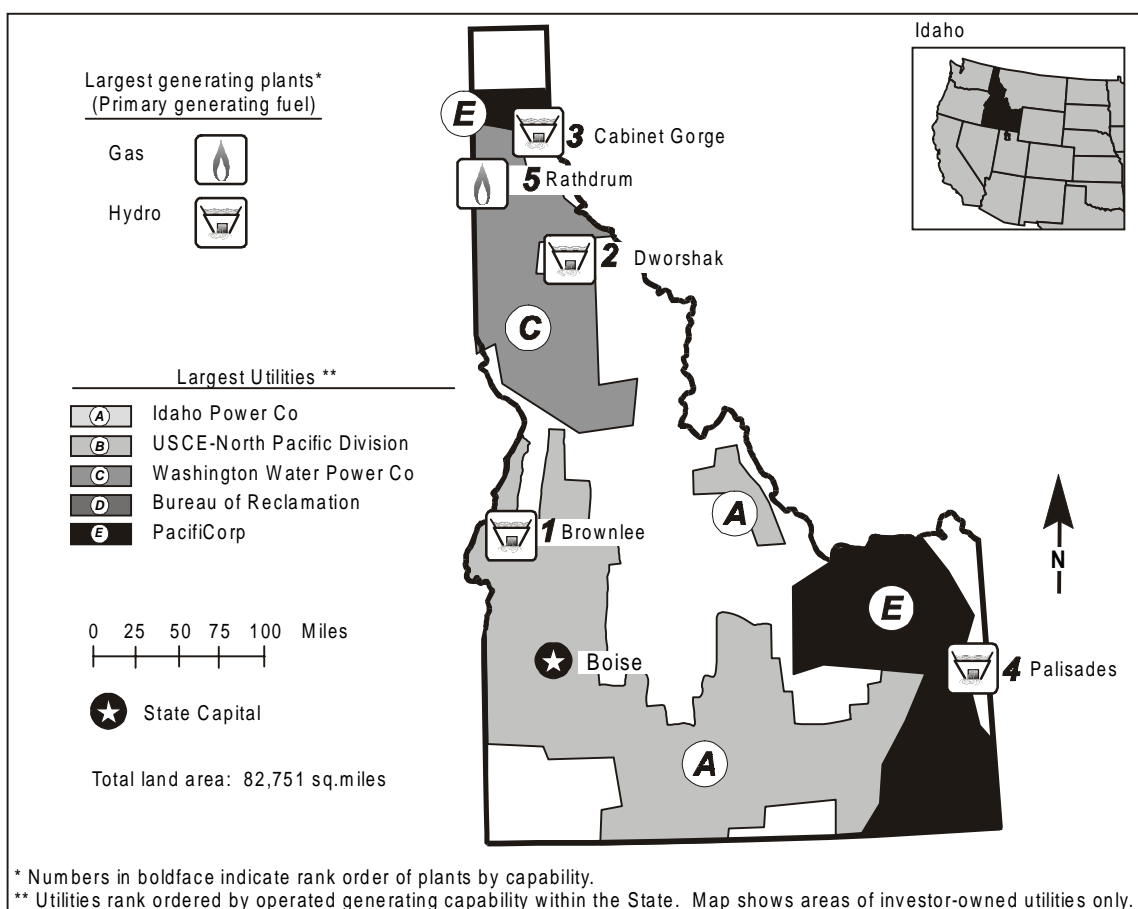 Idaho
Largest generating plants*
(Primary generating fuel)
Gas
Hydro
E
3 Cabinet Gorge
5 Rathdrum
2 Dworshak
C
Largest Utilities **
A Idaho Power Co
B USCE-North Pacific Division
C Washington Water Power Co
D Bureau of Reclamation
E PacifiCorp
A
1 Brownlee
N
E
0 25 50 75 100 Miles
Boise
4 Palisades
State Capital
A
Total land area: 82,751 sq.miles
* Numbers in boldface indicate rank order of plants by capability.
** Utilities rank ordered by operated generating capability within the State. Map shows areas of investor-owned utilities only.